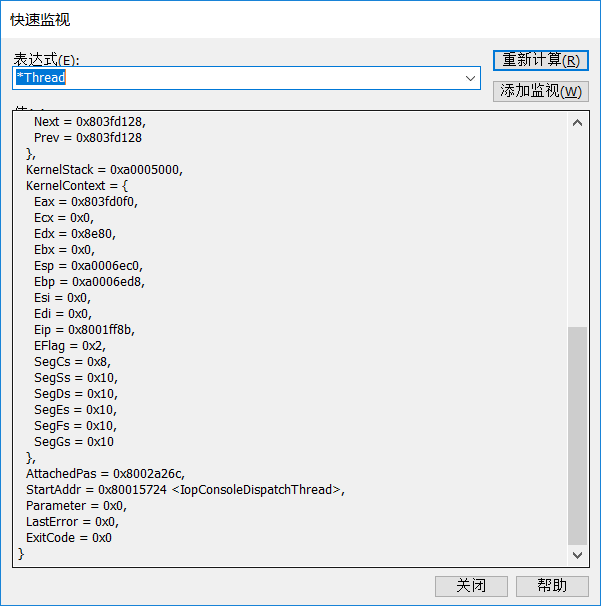 快速监视
表达式(E):
*Thread
重新计算(R)
添加监视(W)
Next = 0x803fd128,
Prev = 0x803fd128
},
KernelStack = 0xa0005000,
KernelContext = {
Eax = 0x803fd0f0,
Ecx = 0x0,
Edx = 0x8e80,
Ebx = 0x0,
Esp = 0xa0006ec0,
Ebp = 0xa0006ed8,
Esi = 0x0,
Edi = 0x0,
Eip = 0x8001ff8b,
EFlag = 0x2,
SegCs = 0x8,
SegSs = 0x10,
SegDs = 0x10,
SegEs = 0x10,
SegFs = 0x10,
SegGs = 0x10
},
AttachedPas = 0x8002a26c,
StartAddr = 0x80015724 <IopConsoleDispatchThread>,
Parameter = 0x0,
LastError = 0x0,
ExitCode = 0x0
}
关闭
帮助